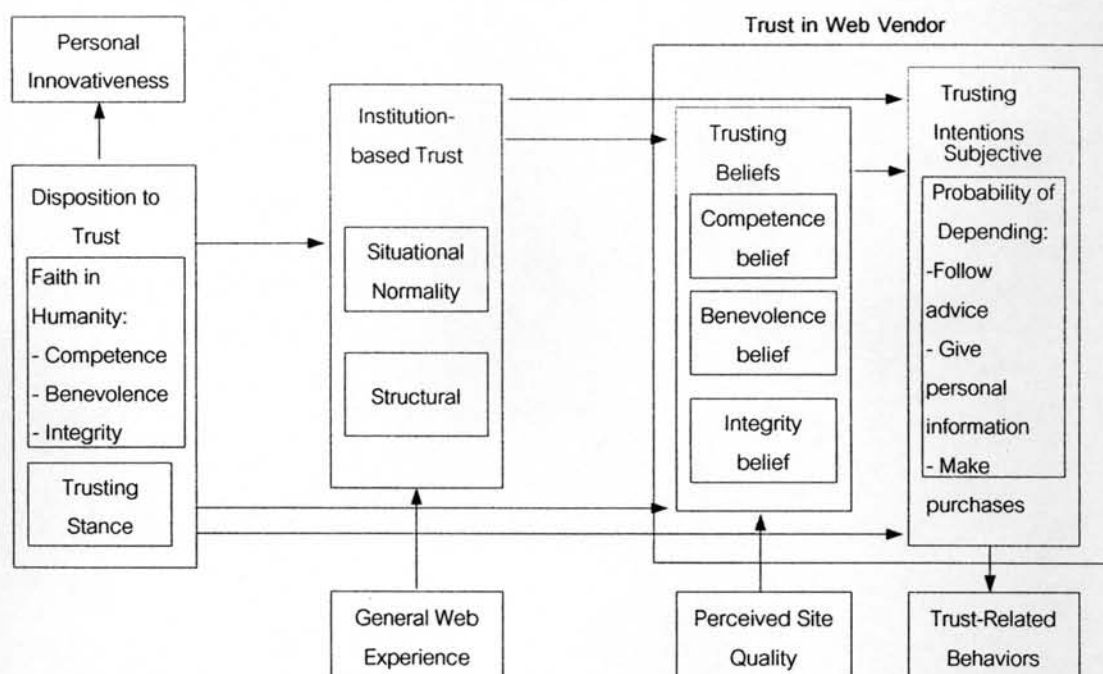 Trust in Web Vendor
Personal
Innovativeness
Disposition to
Trust
Faith in
Humanity:
- Competence
- Benevolence
- Integrity
Trusting
Stance
Institution-
based Trust
Situational
Normality
Structural
General Web
Experience
Trusting
Beliefs
Competence
belief
Benevolence
belief
Integrity
belief
Perceived Site
Quality
Trusting
Intentions
Subjective
Probability of
Depending:
-Follow
advice
- Give
personal
information
- Make
purchases
Trust-Related
Behaviors